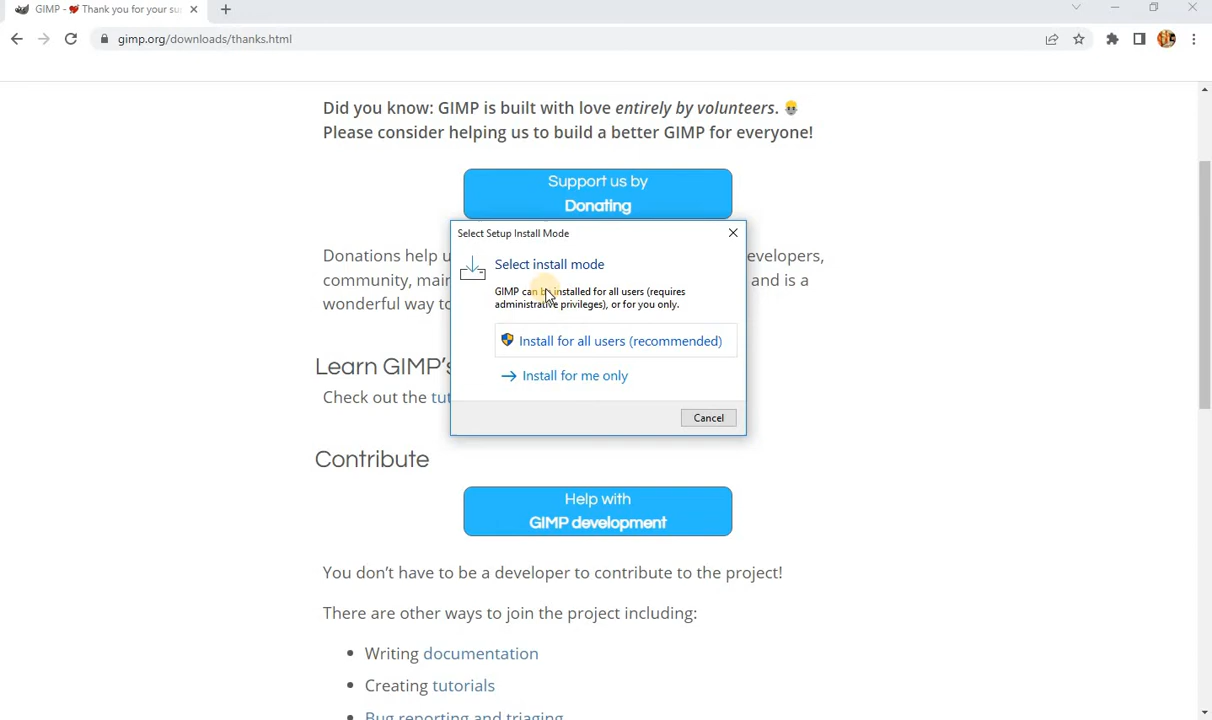 GIMP - 💘 Thank you for your su
gimp.org/downloads/thanks.html
Did you know: GIMP is built with love entirely by volunteers. 👷
Please consider helping us to build a better GIMP for everyone!
Support us by
Donating
Select Setup Install Mode
Donations help
evelopers,
Select install mode
community,
and is a
GIMP can be installed for all users (requires
administrative privileges), or for you only.
wonderful way
Install for all users (recommended)
Learn GIMP's
Install for me only
Check out the
Cancel
Contribute
Help with
GIMP development
You don't have to be a developer to contribute to the project!
There are other ways to join the project including:
• Writing documentation
• Creating tutorials
• Bug reporting and triaging